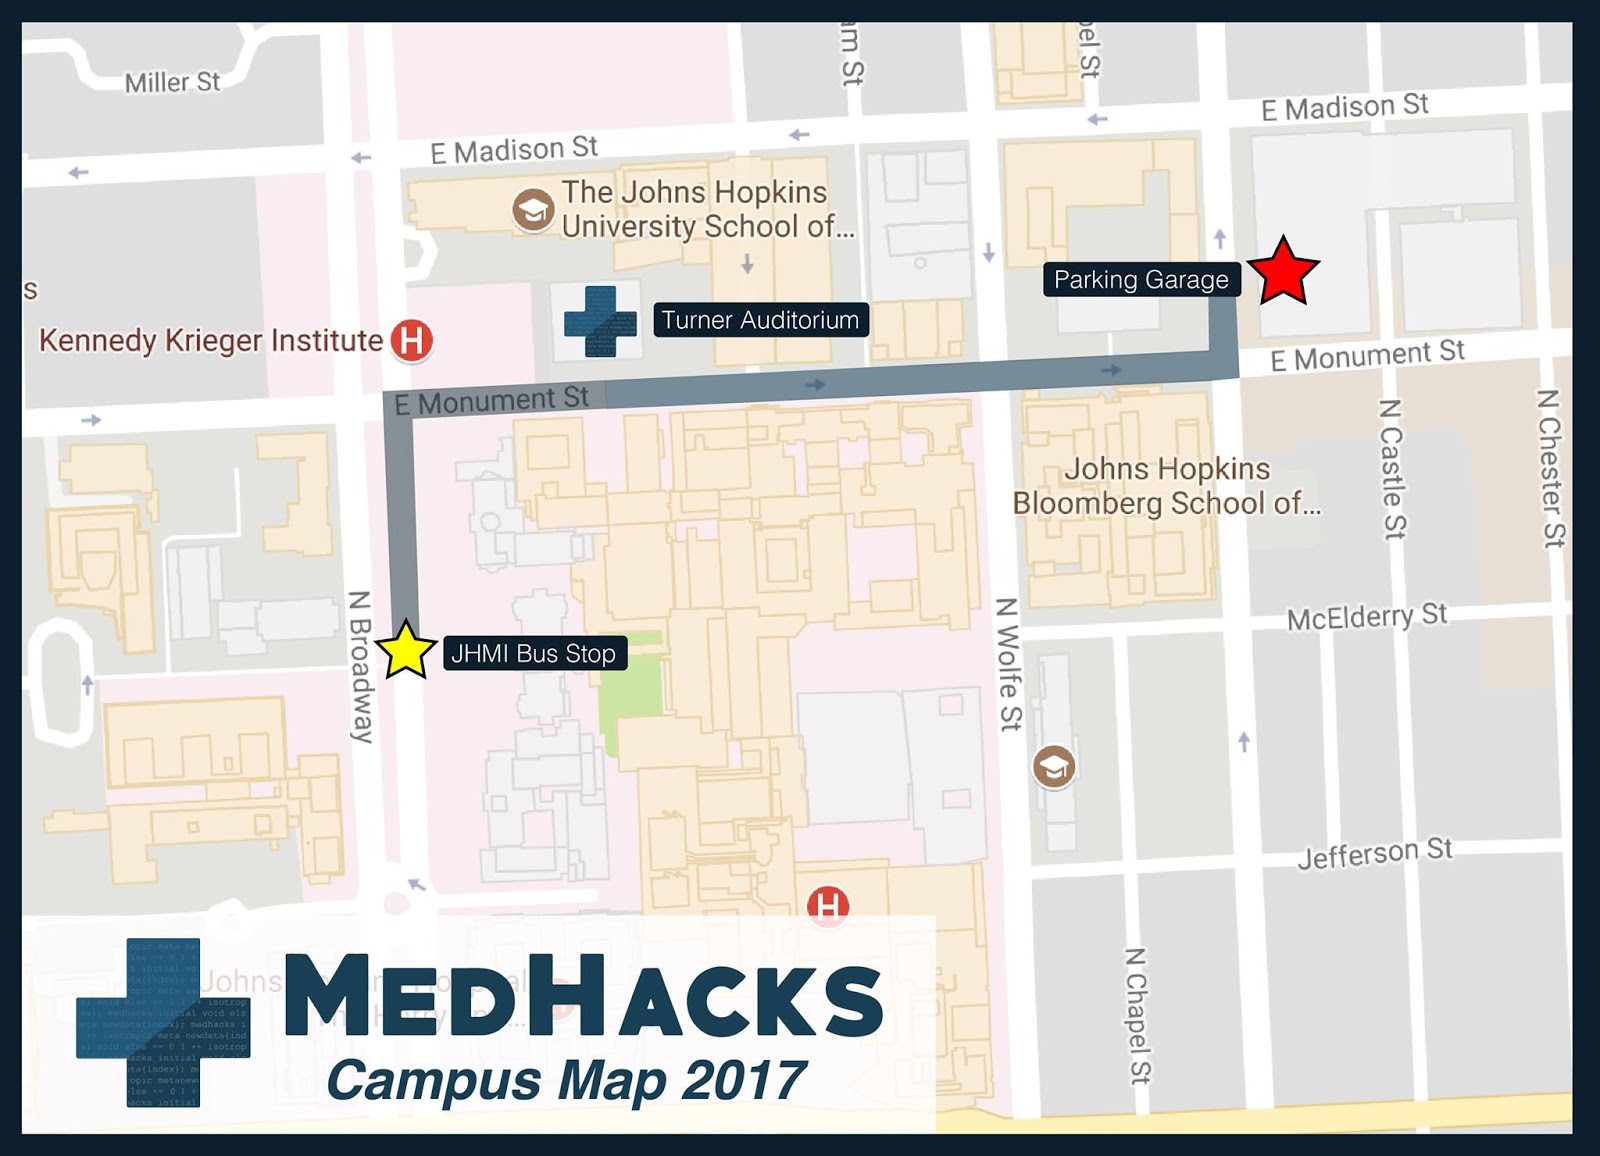 Miller St
am St
pel St
E Madison St
E Madison St
The Johns Hopkins
University School of...
s
Parking Garage
Turner Auditorium
Kennedy Krieger Institute
H
E Monument St
E Monument St
N Castle St
N Chester St
Johns Hopkins
Bloomberg School of...
N Broadway
N Wolfe St
McElderry St
JHMI Bus Stop
Jefferson St
H
N Chapel St
Johns
MEDHACKS
Campus Map 2017